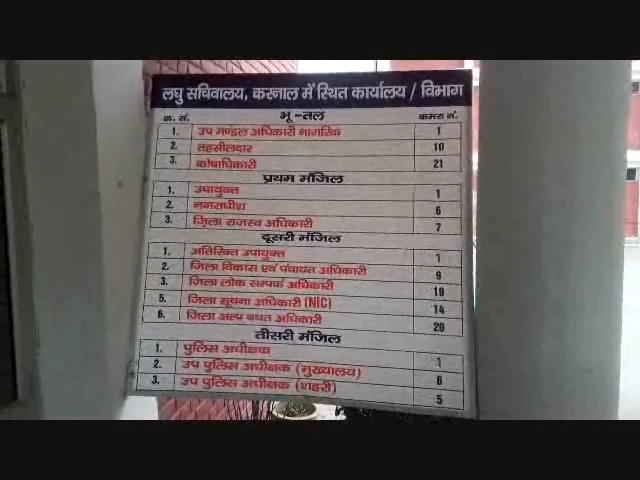 लघु सचिवालय, करनाल में स्थित कार्यालय / विभाग
क्र. सं. भू - तल कमरा नं.
1. उप मण्डल अधिकारी नागरिक 1
2. तहसीलदार 10
3. कोषाधिकारी 21
प्रथम मंजिल
1. उपायुक्त 1
2. नगराधीश 6
3. जिला राजस्व अधिकारी 7
दूसरी मंजिल
1. अतिरिक्त उपायुक्त 1
2. जिला विकास एवं पंचायत अधिकारी 9
3. जिला लोक सम्पर्क अधिकारी 19
5. जिला सूचना अधिकारी (NIC) 14
6. जिला अल्प बचत अधिकारी 20
तीसरी मंजिल
1. पुलिस अधीक्षक 1
2. उप पुलिस अधीक्षक (मुख्यालय) 6
3. उप पुलिस अधीक्षक (शहरी) 5